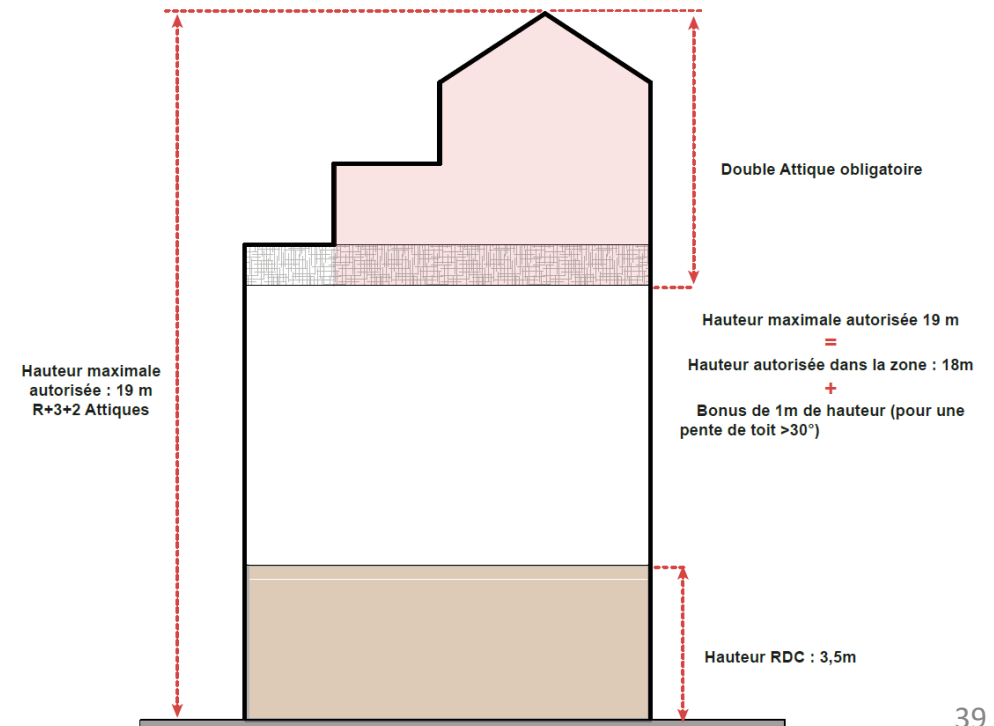 Double Attique obligatoire
Hauteur maximale autorisée 19 m
=
Hauteur autorisée dans la zone : 18m
+
Bonus de 1m de hauteur (pour une
pente de toit >30°)
Hauteur maximale
autorisée : 19 m
R+3+2 Attiques
Hauteur RDC : 3,5m
39